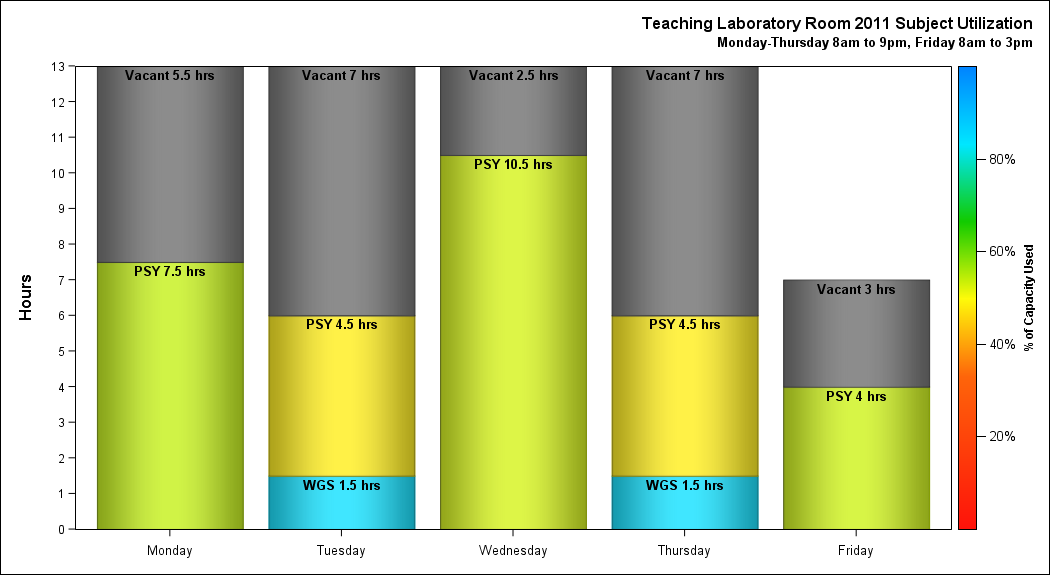 Teaching Laboratory Room 2011 Subject Utilization
Monday-Thursday 8am to 9pm, Friday 8am to 3pm
Hours
13
12
11
10
9
8
7
6
5
4
3
2
1
0
Vacant 5.5 hrs
PSY 7.5 hrs
Vacant 7 hrs
PSY 4.5 hrs
WGS 1.5 hrs
Vacant 2.5 hrs
PSY 10.5 hrs
Vacant 7 hrs
PSY 4.5 hrs
WGS 1.5 hrs
Vacant 3 hrs
PSY 4 hrs
Monday
Tuesday
Wednesday
Thursday
Friday
80%
60%
40%
20%
% of Capacity Used